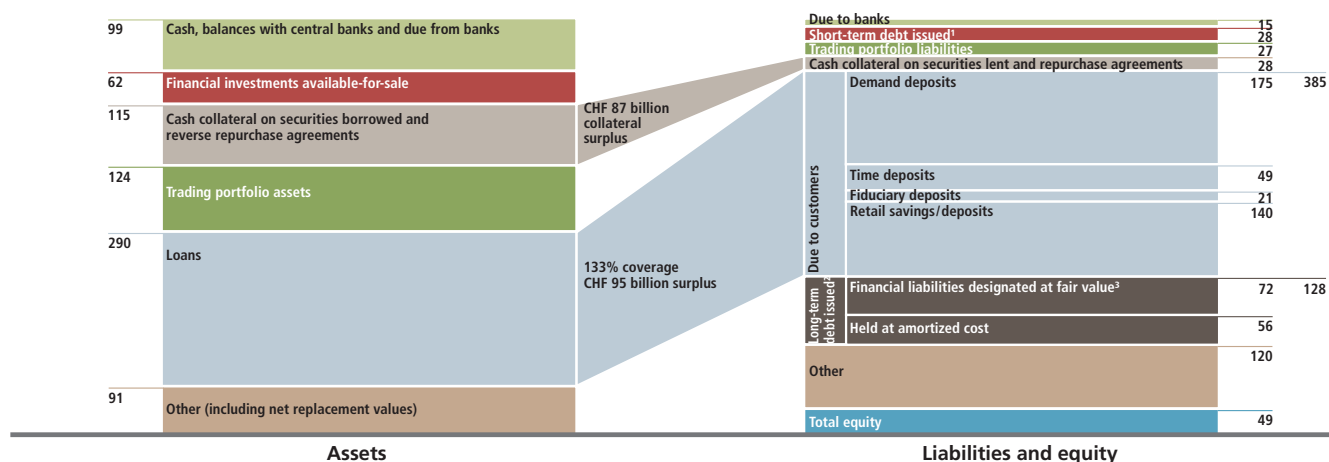 99
Cash, balances with central banks and due from banks
62
Financial investments available-for-sale
115
Cash collateral on securities borrowed and
reverse repurchase agreements
124
Trading portfolio assets
290
Loans
91
Other (including net replacement values)
Assets
CHF 87 billion
collateral
surplus
133% coverage
CHF 95 billion surplus
Due to banks
15
Short-term debt issued¹
28
Trading portfolio liabilities
27
Cash collateral on securities lent and repurchase agreements
28
Due to customers
385
Demand deposits
175
Time deposits
49
Fiduciary deposits
21
Retail savings/deposits
140
Long-term
debt issued²
128
Financial liabilities designated at fair value³
72
Held at amortized cost
56
Other
120
Total equity
49
Liabilities and equity